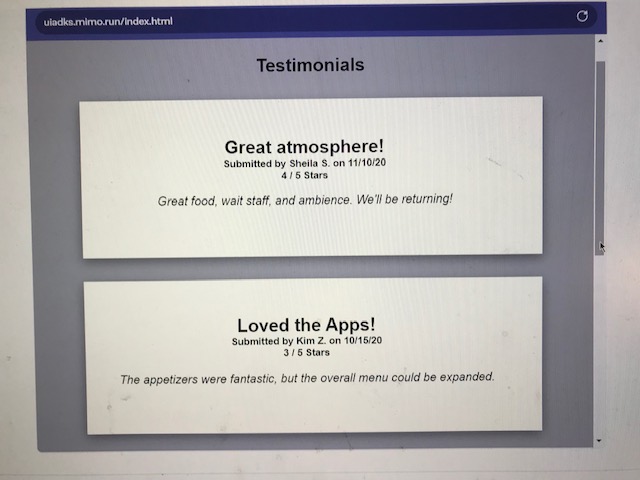 uiadks.mimo.run/index.html
Testimonials
Great atmosphere!
Submitted by Sheila S. on 11/10/20
4 / 5 Stars
Great food, wait staff, and ambience. We'll be returning!
Loved the Apps!
Submitted by Kim Z. on 10/15/20
3 / 5 Stars
The appetizers were fantastic, but the overall menu could be expanded.